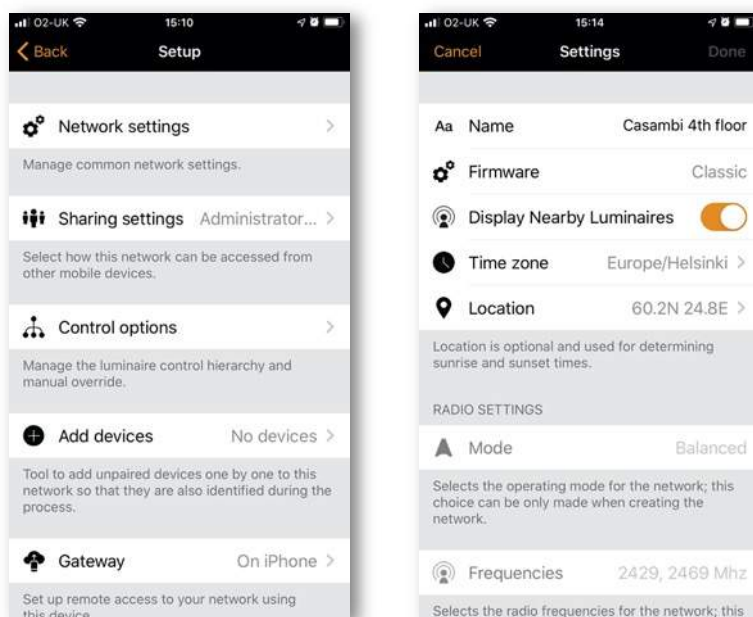 O2-UK 15:10
Back Setup
Network settings
Manage common network settings.
Sharing settings Administrator...
Select how this network can be accessed from
other mobile devices.
Control options
Manage the luminaire control hierarchy and
manual override.
Add devices No devices
Tool to add unpaired devices one by one to this
network so that they are also identified during the
process.
Gateway On iPhone
Set up remote access to your network using
this device
O2-UK 15:14
Cancel Settings Done
Aa Name Casambi 4th floor
Firmware Classic
Display Nearby Luminaires
Time zone Europe/Helsinki
Location 60.2N 24.8E
Location is optional and used for determining
sunrise and sunset times.
RADIO SETTINGS
Mode Balanced
Selects the operating mode for the network; this
choice can be only made when creating the
network.
Frequencies 2429, 2469 Mhz
Selects the radio frequencies for the network; this